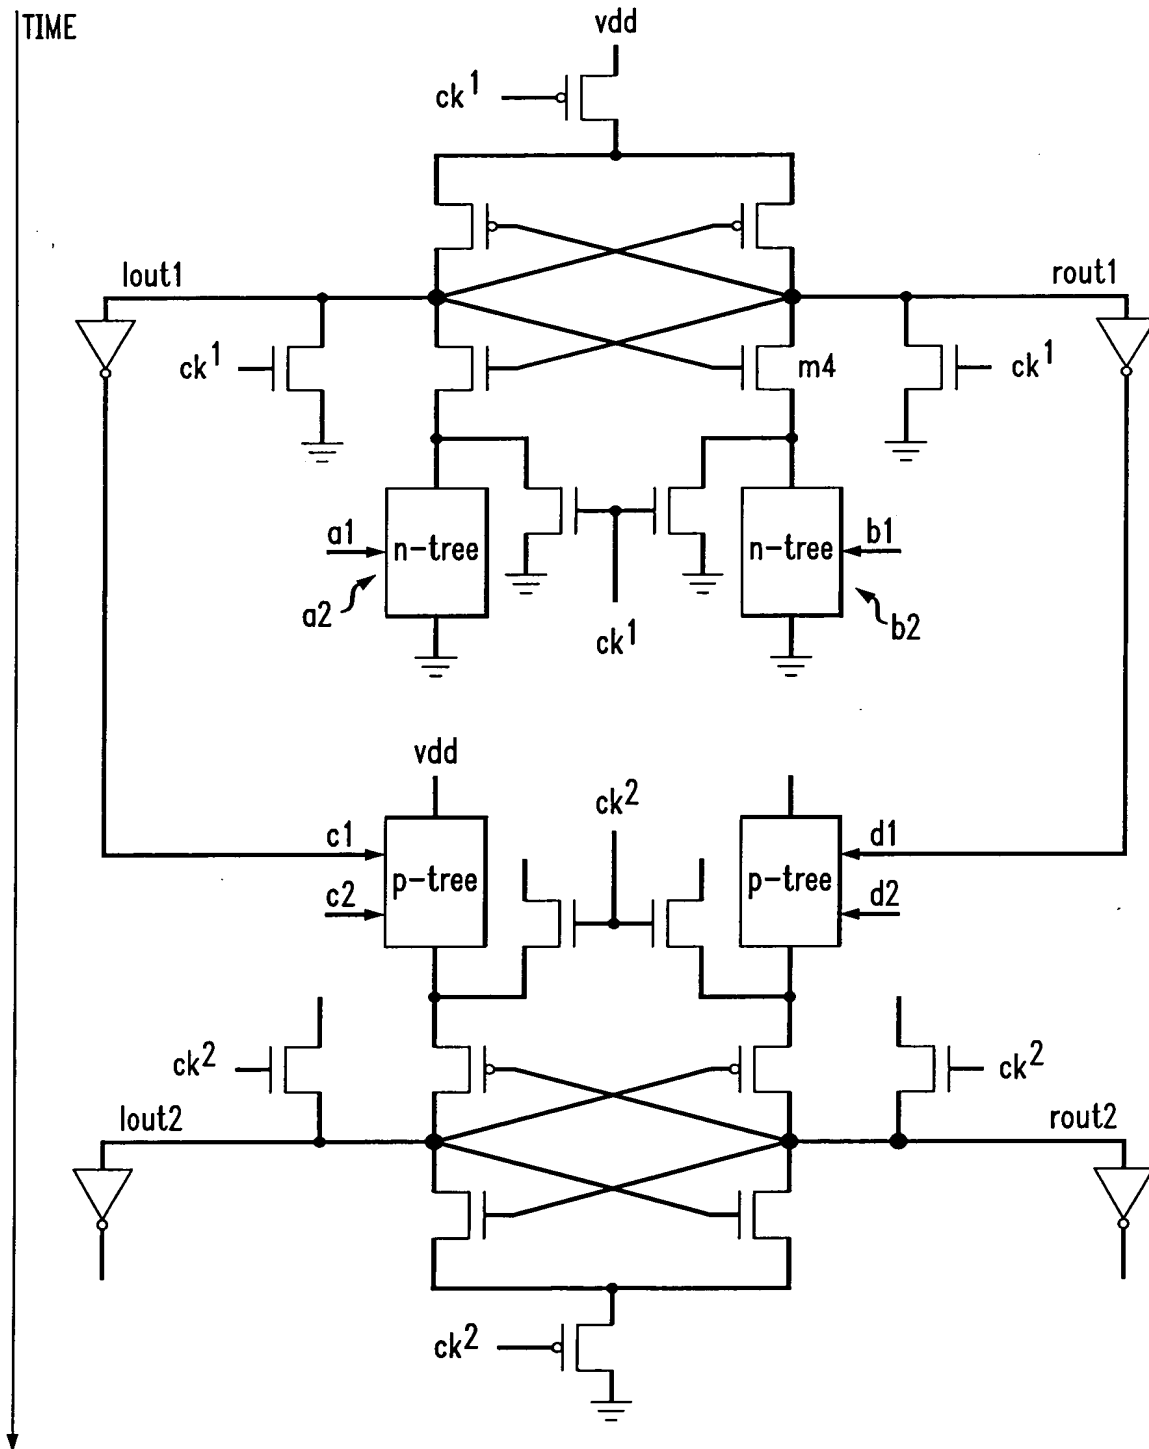 TIME
vdd
ck¹
lout1
rout1
ck¹
m4
ck¹
a1
n-tree
n-tree
b1
a2
b2
ck¹
vdd
ck²
c1
d1
p-tree
p-tree
c2
d2
ck²
ck²
lout2
rout2
ck²